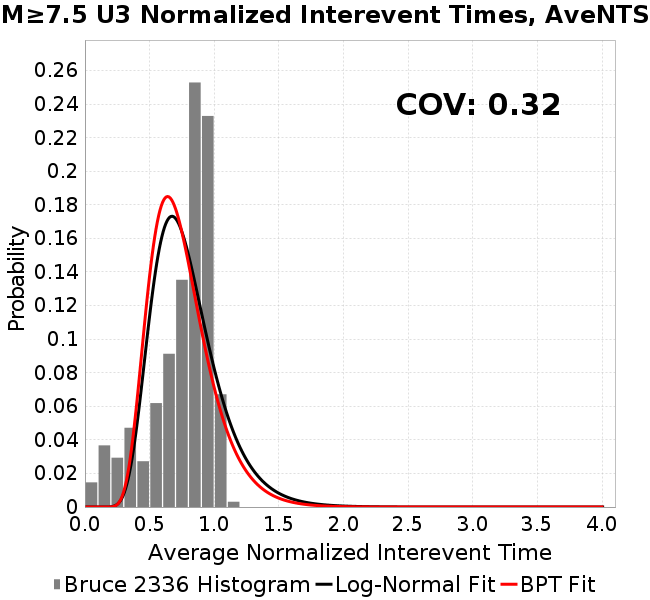 M≥7.5 U3 Normalized Interevent Times, AveNTS
COV: 0.32
Probability
0.26
0.24
0.22
0.2
0.18
0.16
0.14
0.12
0.1
0.08
0.06
0.04
0.02
0
0.0 0.5 1.0 1.5 2.0 2.5 3.0 3.5 4.0
Average Normalized Interevent Time
Bruce 2336 Histogram Log-Normal Fit BPT Fit